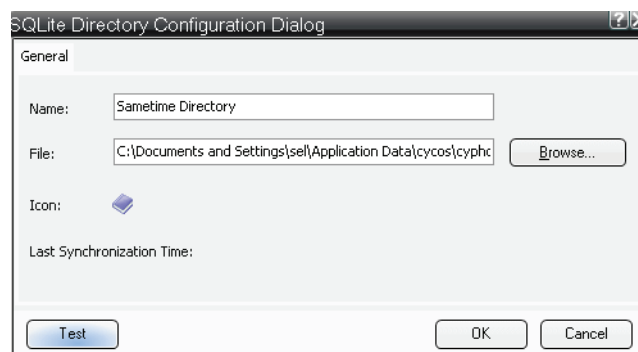 SQLite Directory Configuration Dialog
General
Name: Sametime Directory
File: C:\Documents and Settings\sel\Application Data\cycos\cyphc Browse...
Icon:
Last Synchronization Time:
Test OK Cancel